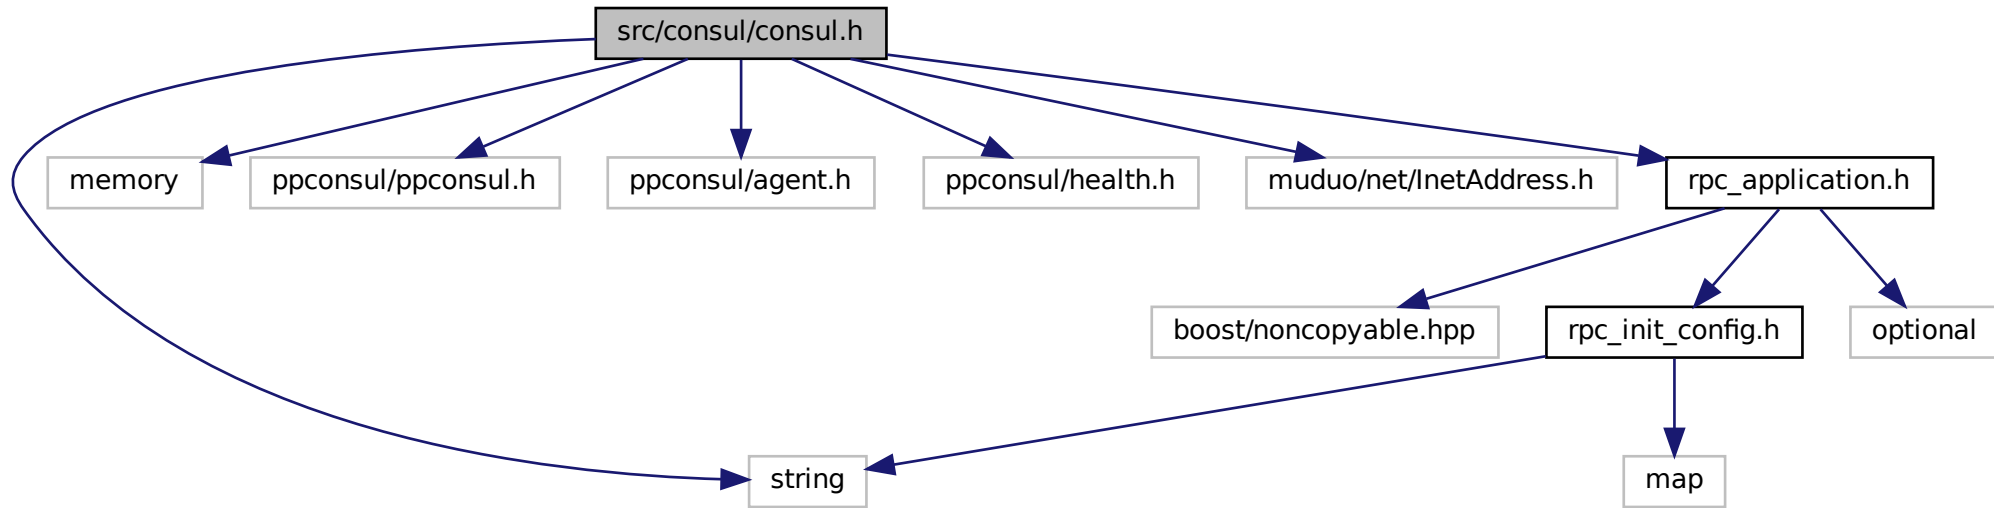 src/consul/consul.h
memory
ppconsul/ppconsul.h
ppconsul/agent.h
ppconsul/health.h
muduo/net/InetAddress.h
rpc_application.h
boost/noncopyable.hpp
rpc_init_config.h
optional
string
map